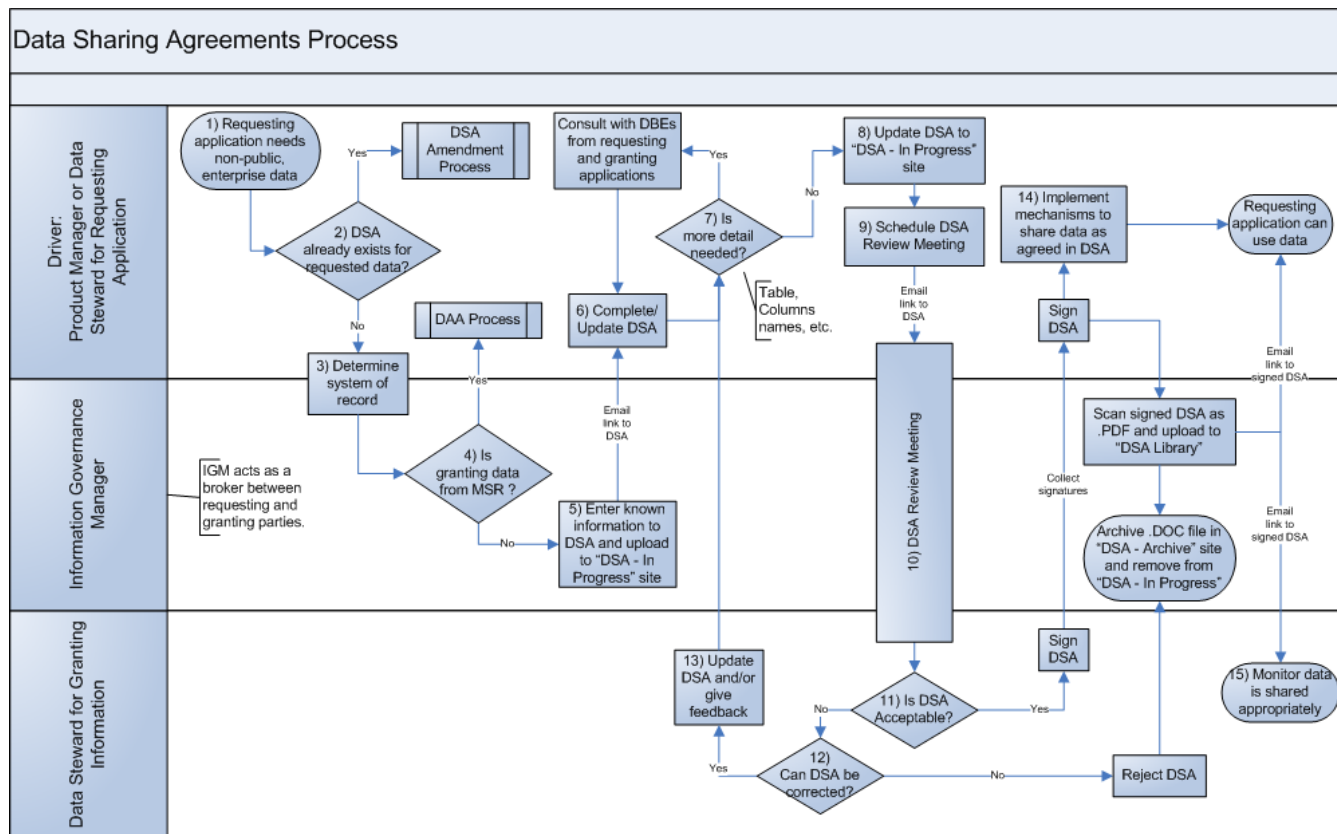 Data Sharing Agreements Process
Driver:
Product Manager or Data
Steward for Requesting
Application
1) Requesting
application needs
non-public,
enterprise data
Yes
DSA
Amendment
Process
2) DSA
already exists for
requested data?
No
3) Determine
system of
record
DAA Process
Yes
Consult with DBEs
from requesting
and granting
applications
Yes
7) Is
more detail
needed?
No
Table,
Columns
names, etc.
6) Complete/
Update DSA
8) Update DSA to
“DSA - In Progress”
site
9) Schedule DSA
Review Meeting
Email
link to
DSA
14) Implement
mechanisms to
share data as
agreed in DSA
Sign
DSA
Requesting
application can
use data
Email
link to
signed DSA
Information Governance
Manager
IGM acts as a
broker between
requesting and
granting parties.
4) Is
granting data
from MSR ?
No
Email
link to
DSA
5) Enter known
information to
DSA and upload
to “DSA - In
Progress” site
10) DSA Review Meeting
Collect
signatures
Scan signed DSA as
.PDF and upload to
“DSA Library”
Archive .DOC file in
“DSA - Archive” site
and remove from
“DSA - In Progress”
Email
link to
signed DSA
Data Steward for Granting
Information
13) Update
DSA and/or
give
feedback
11) Is DSA
Acceptable?
No
Yes
Sign
DSA
12)
Can DSA be
corrected?
Yes
No
Reject DSA
15) Monitor data
is shared
appropriately